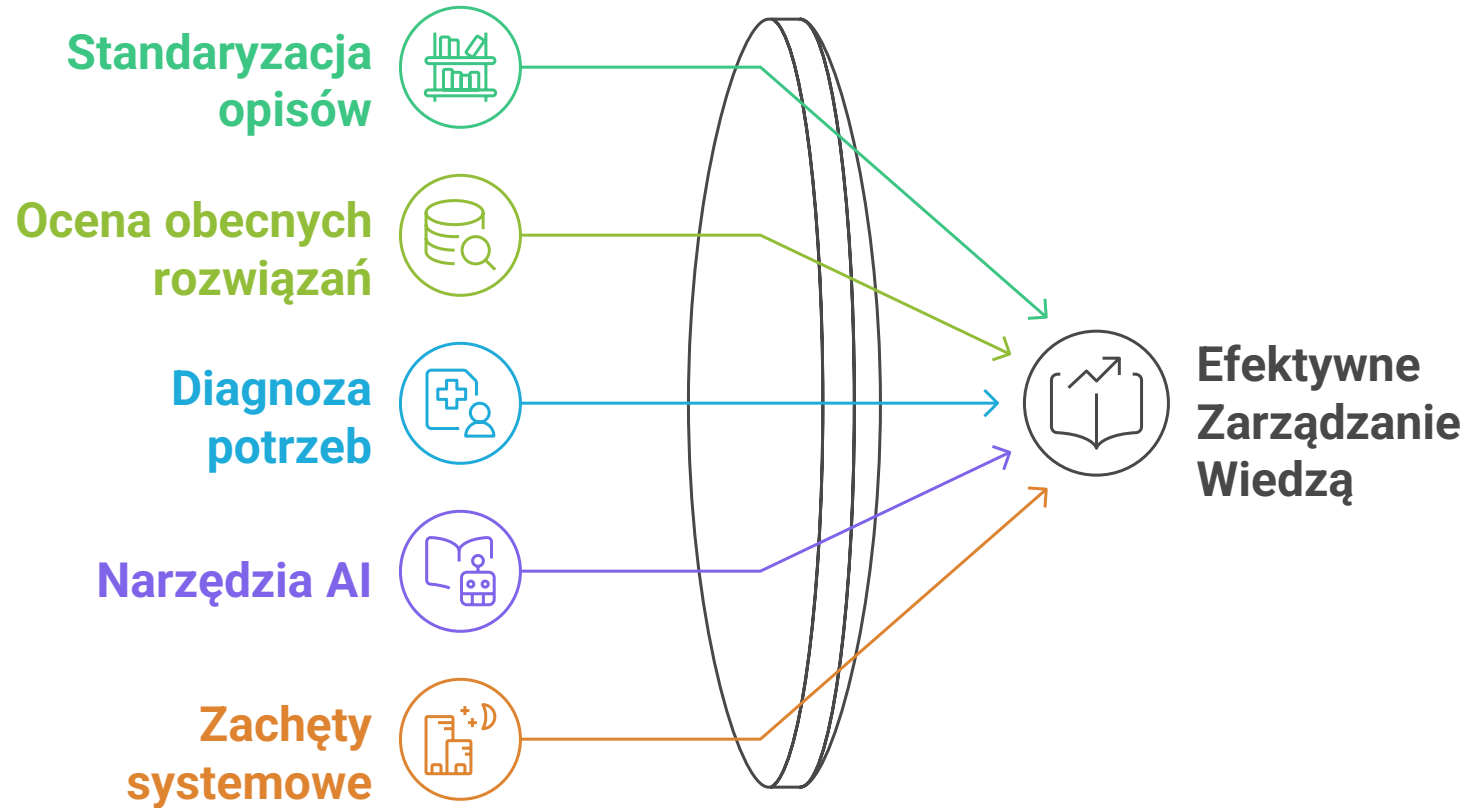 Standaryzacja
opisów
Ocena obecnych
rozwiązań
Diagnoza
potrzeb
Narzędzia AI
Zachęty
systemowe
Efektywne
Zarządzanie
Wiedzą